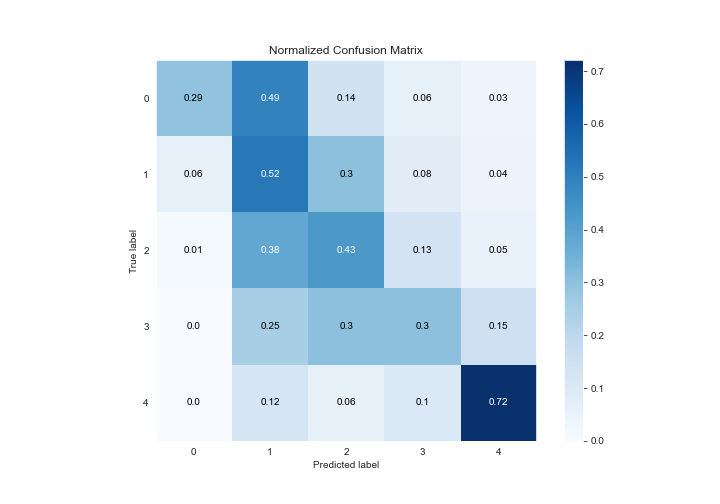 Normalized Confusion Matrix
0 0.29 0.49 0.14 0.06 0.03
1 0.06 0.52 0.3 0.08 0.04
2 0.01 0.38 0.43 0.13 0.05
3 0.0 0.25 0.3 0.3 0.15
4 0.0 0.12 0.06 0.1 0.72
0 1 2 3 4
Predicted label
True label
0.7
0.6
0.5
0.4
0.3
0.2
0.1
0.0